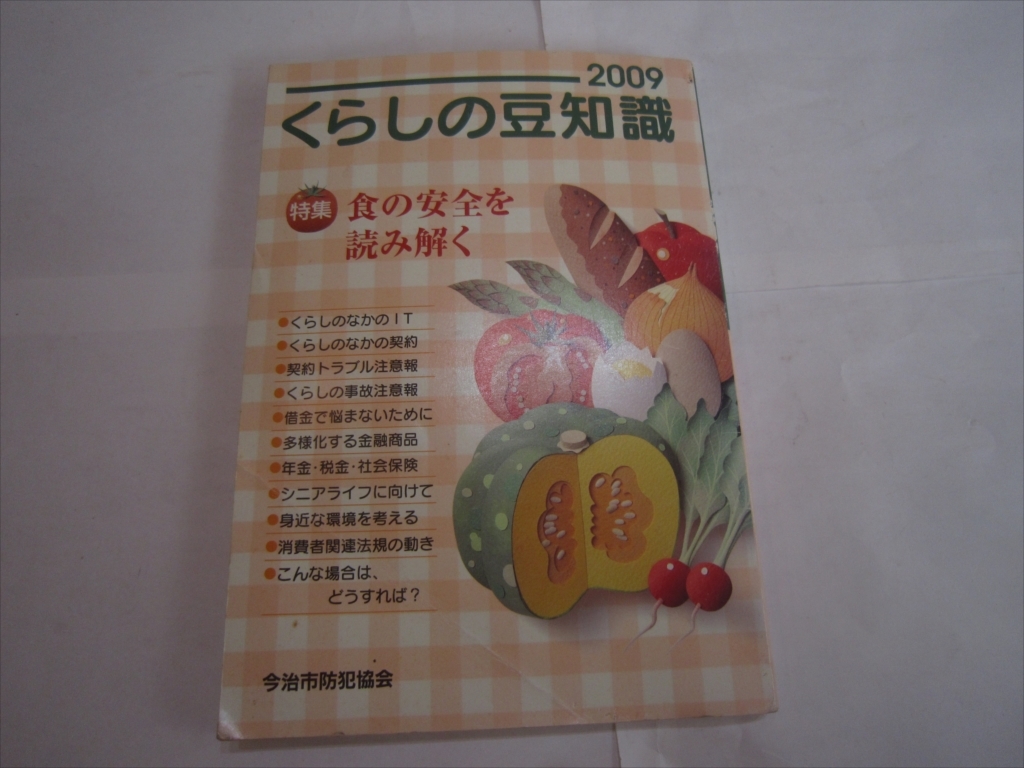 2009
くらしの豆知識
特集
食の安全を
読み解く
●くらしのなかのIT
●くらしのなかの契約
●契約トラブル注意報
●くらしの事故注意報
●借金で悩まないために
●多様化する金融商品
●年金・税金・社会保険
●シニアライフに向けて
●身近な環境を考える
●消費者関連法規の動き
●こんな場合は、
どうすれば？
今治市防犯協会